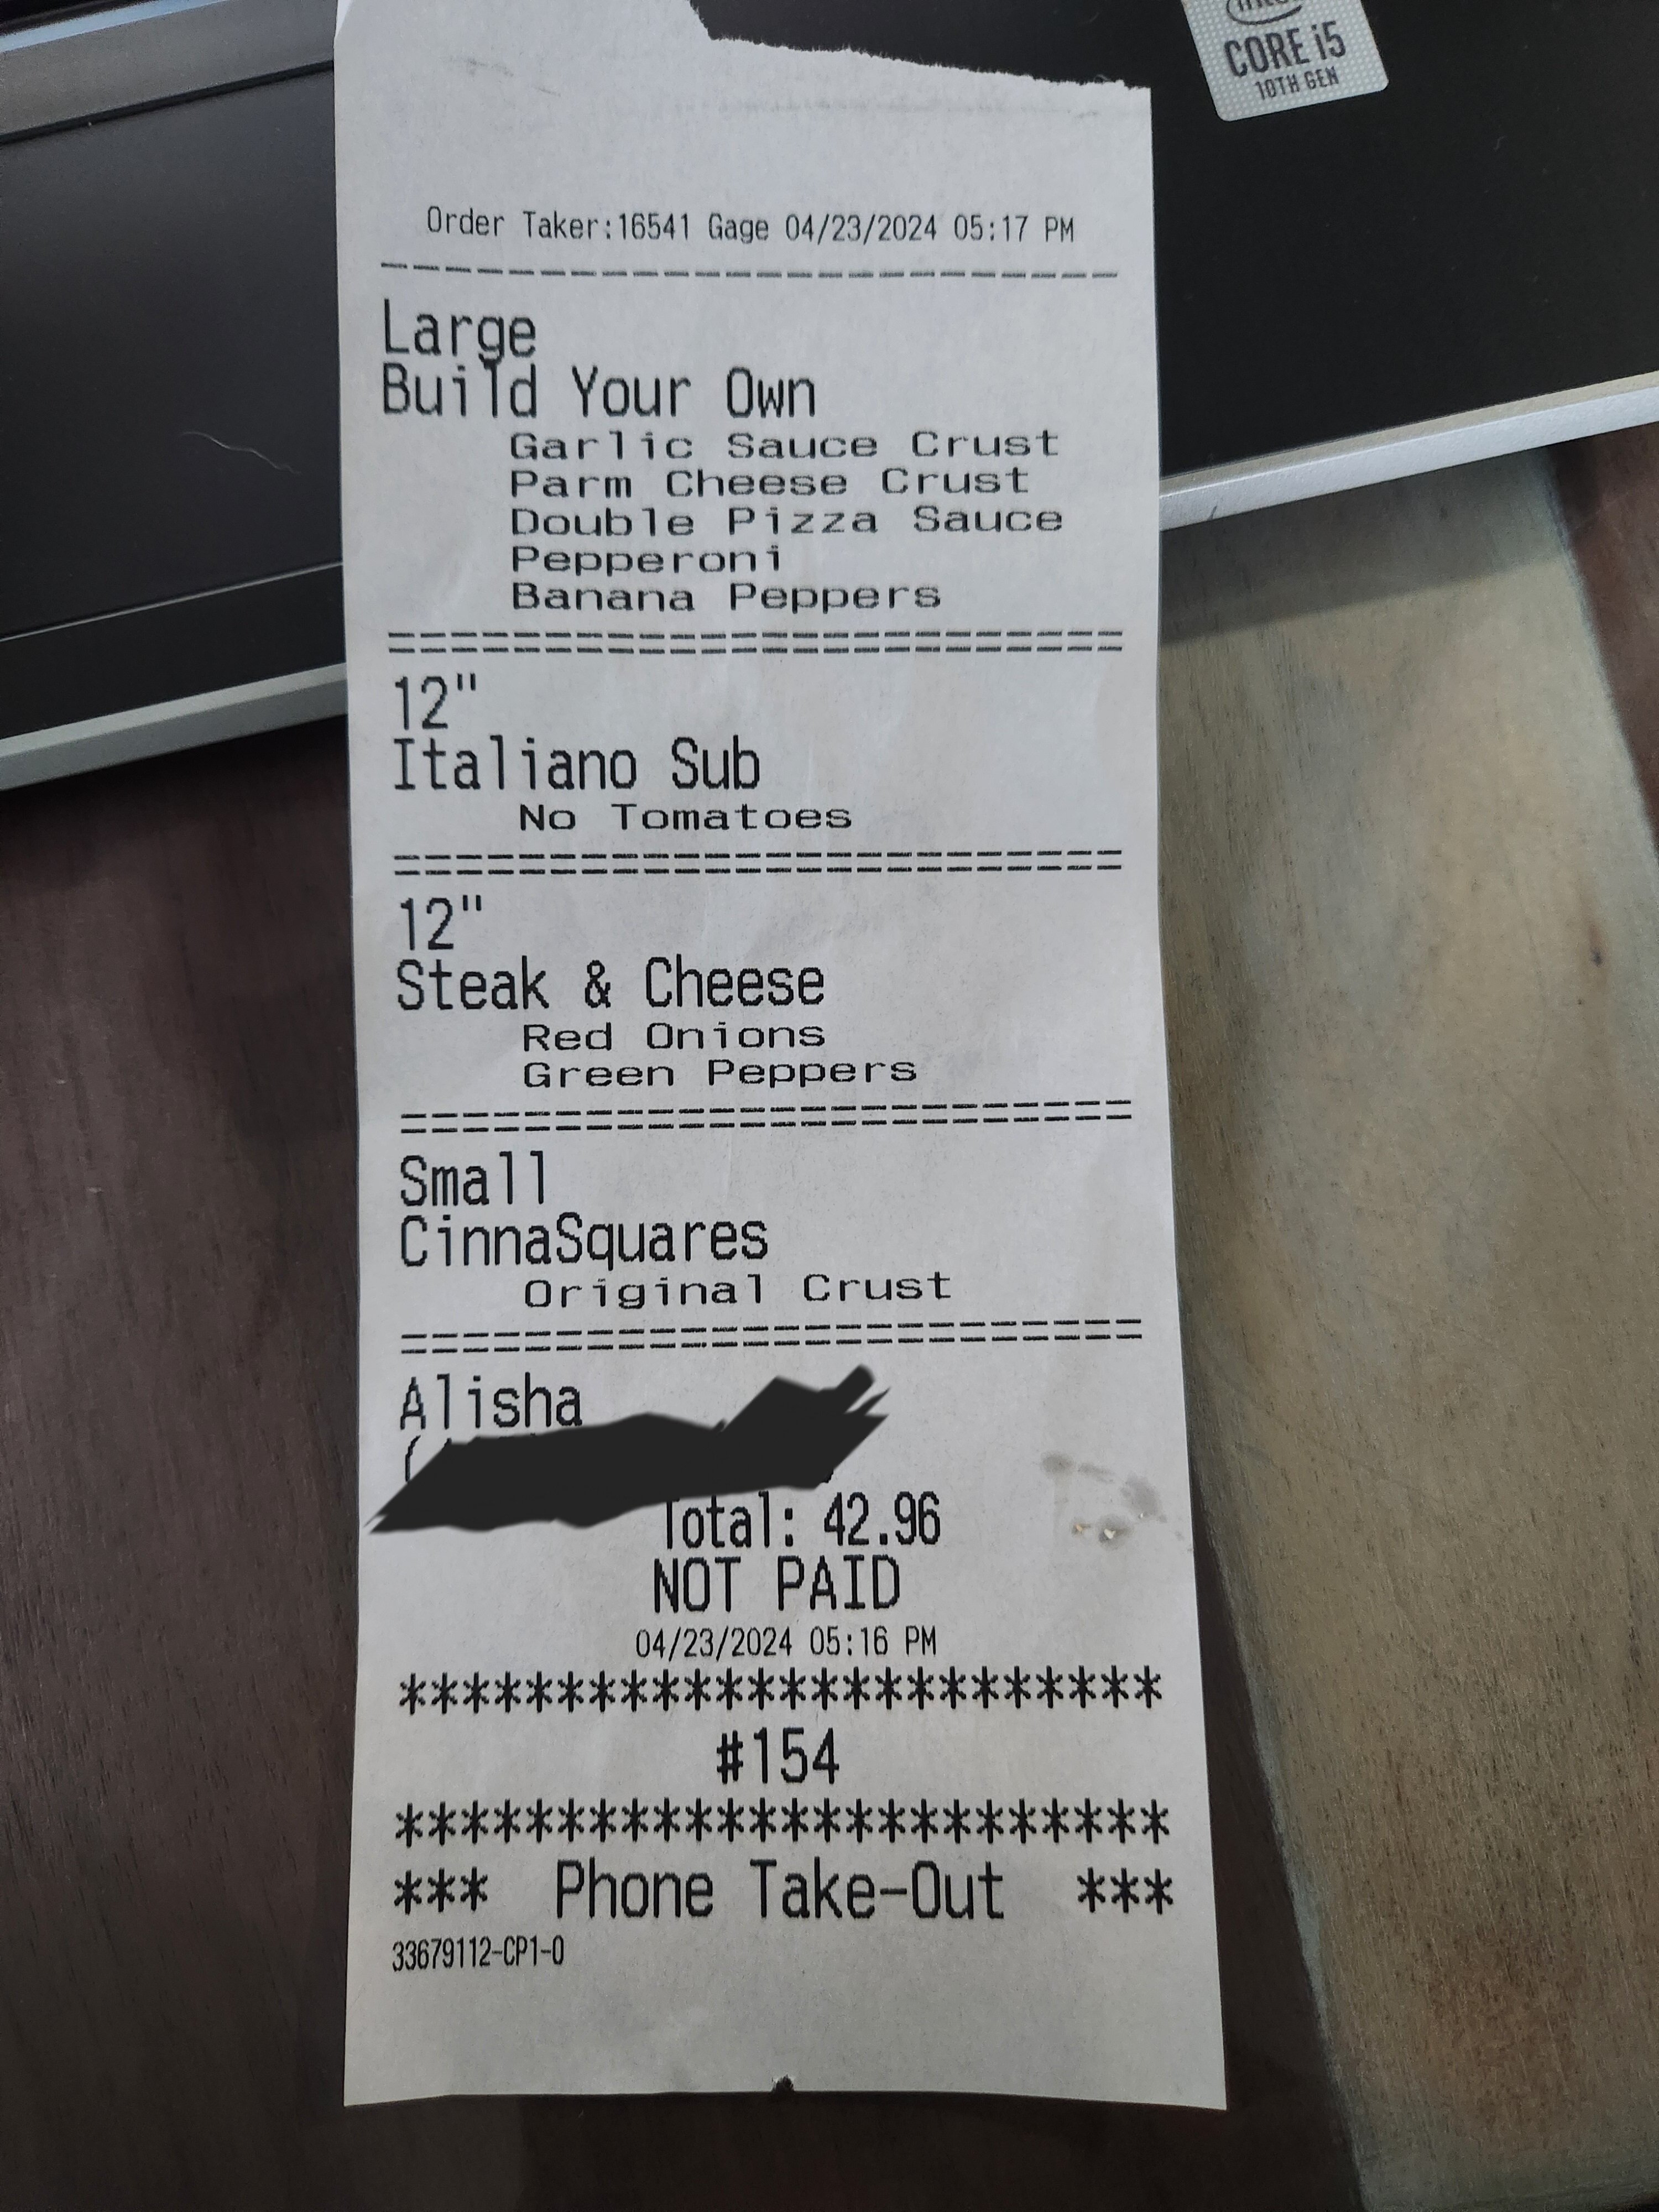 CORE i5
10TH GEN
Order Taker:16541 Gage 04/23/2024 05:17 PM
Large
Build Your Own
Garlic Sauce Crust
Parm Cheese Crust
Double Pizza Sauce
Pepperoni
Banana Peppers
12"
Italiano Sub
No Tomatoes
12"
Steak & Cheese
Red Onions
Green Peppers
Small
CinnaSquares
Original Crust
Alisha
(
Total: 42.96
NOT PAID
04/23/2024 05:16 PM
************************
#154
************************
*** Phone Take-Out ***
33679112-CP1-0